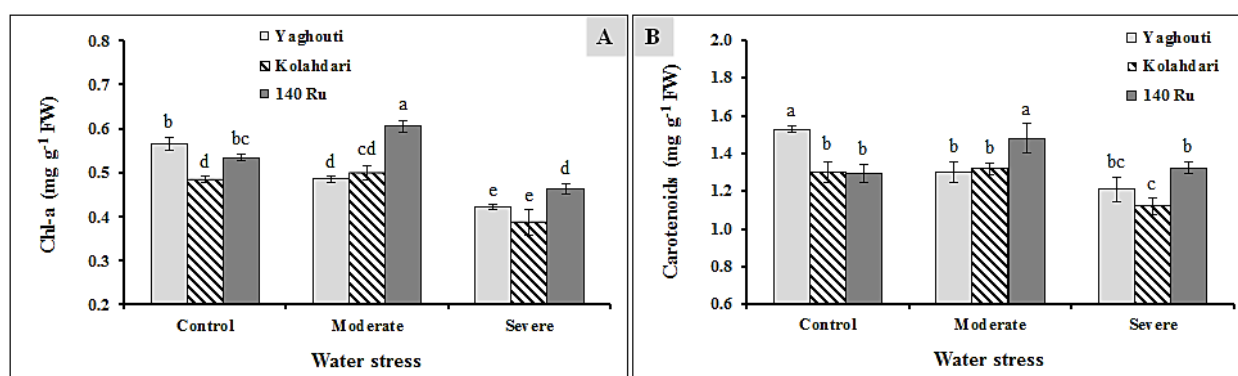 A
Yaghouti
Kolahdari
140 Ru
Chl-a (mg g-1 FW)
0.8
0.7
0.6
0.5
0.4
0.3
0.2
b
d
bc
d
cd
a
e
e
d
Control
Moderate
Severe
Water stress
B
Yaghouti
Kolahdari
140 Ru
Carotenoids (mg g-1 FW)
2.0
1.8
1.6
1.4
1.2
1.0
0.8
0.6
a
b
b
b
b
a
bc
c
b
Control
Moderate
Severe
Water stress